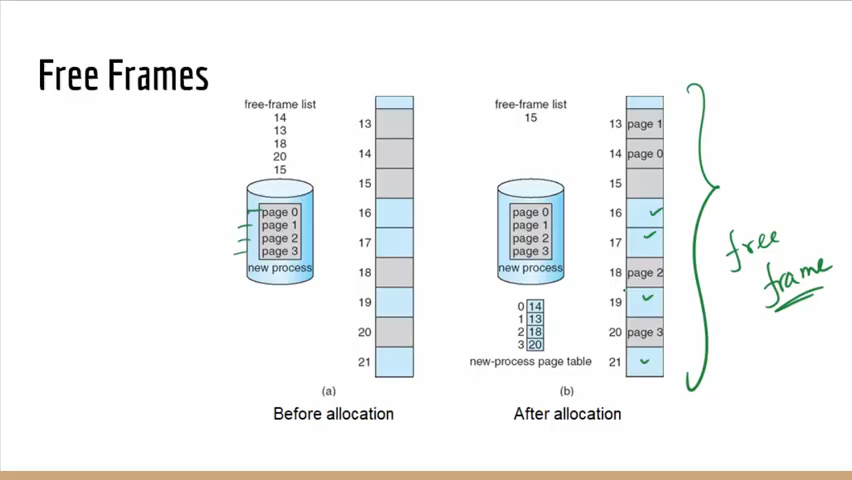 Free Frames
free-frame list
14
13
18
20
15
page 0
page 1
page 2
page 3
new process
13
14
15
16
17
18
19
20
21
(a)
Before allocation
free-frame list
15
page 0
page 1
page 2
page 3
new process
0 14
1 13
2 18
3 20
new-process page table
13 page 1
14 page 0
15
16
17
18 page 2
19
20 page 3
21
(b)
After allocation
free
frame